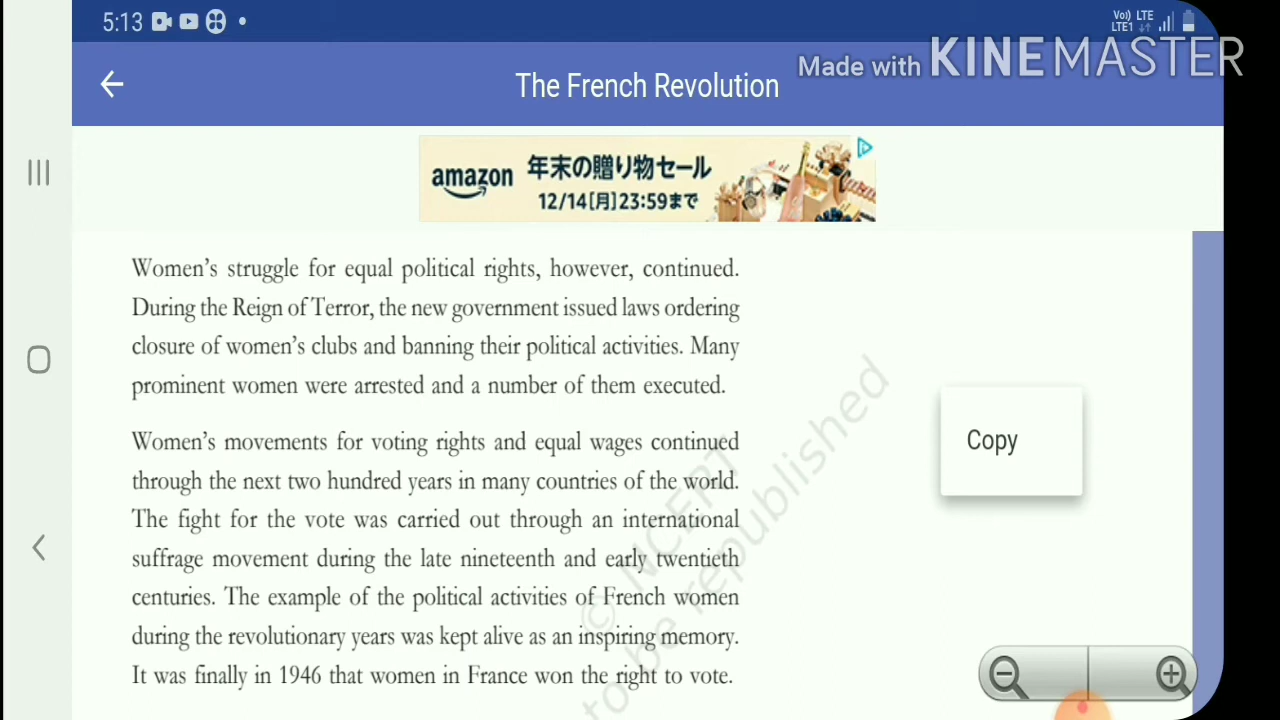 5:13
Vo) LTE
LTE1
Made with KINEMASTER
The French Revolution
amazon
年末の贈り物セール
12/14[月]23:59まで
Women's struggle for equal political rights, however, continued.
During the Reign of Terror, the new government issued laws ordering
closure of women's clubs and banning their political activities. Many
prominent women were arrested and a number of them executed.
Copy
Women's movements for voting rights and equal wages continued
through the next two hundred years in many countries of the world.
The fight for the vote was carried out through an international
suffrage movement during the late nineteenth and early twentieth
centuries. The example of the political activities of French women
during the revolutionary years was kept alive as an inspiring memory.
It was finally in 1946 that women in France won the right to vote.
© NCERT
to be republished